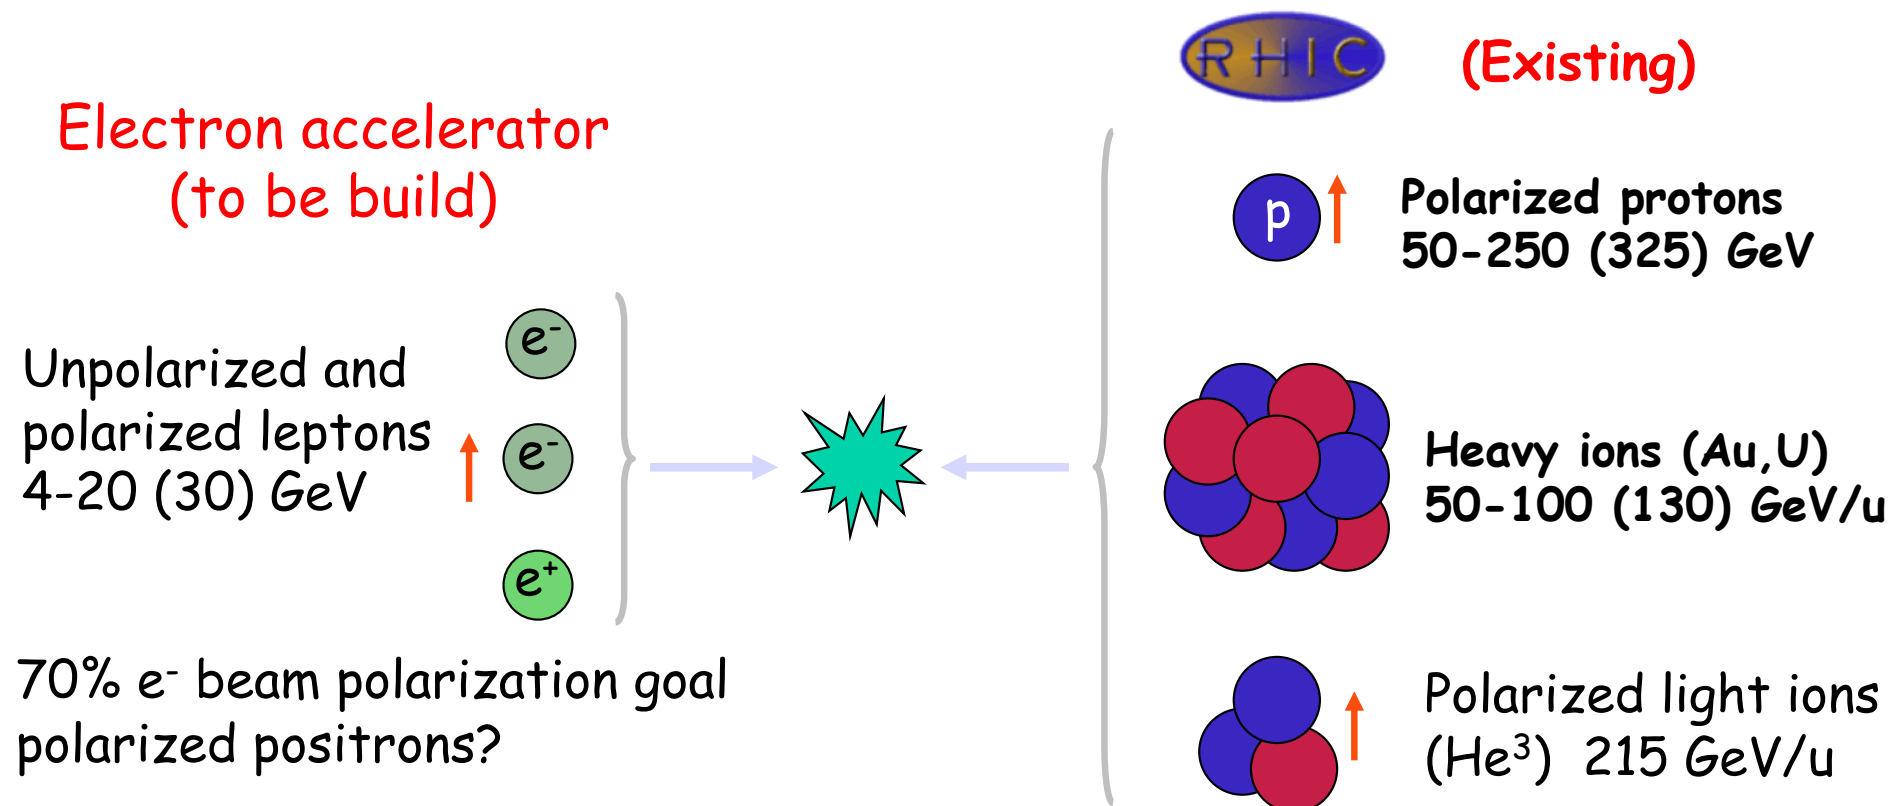 RHIC (Existing)
Electron accelerator
(to be build)
p
Polarized protons
50-250 (325) GeV
e⁻
Unpolarized and
polarized leptons
4-20 (30) GeV
e⁻
e⁺
Heavy ions (Au,U)
50-100 (130) GeV/u
70% e⁻ beam polarization goal
polarized positrons?
Polarized light ions
(He³) 215 GeV/u